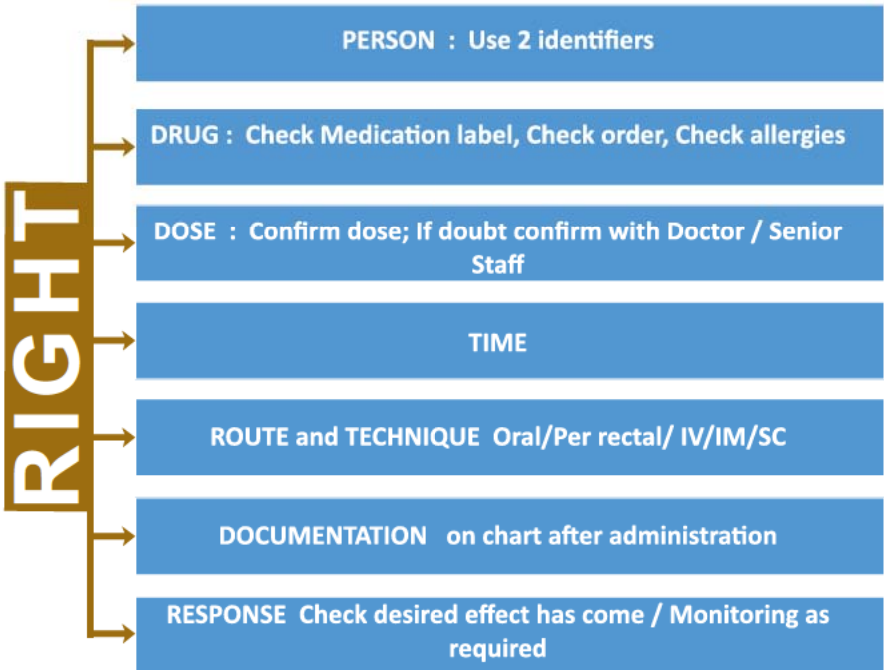 RIGHT
PERSON : Use 2 identifiers
DRUG : Check Medication label, Check order, Check allergies
DOSE : Confirm dose; If doubt confirm with Doctor / Senior
Staff
TIME
ROUTE and TECHNIQUE Oral/Per rectal/ IV/IM/SC
DOCUMENTATION on chart after administration
RESPONSE Check desired effect has come / Monitoring as
required